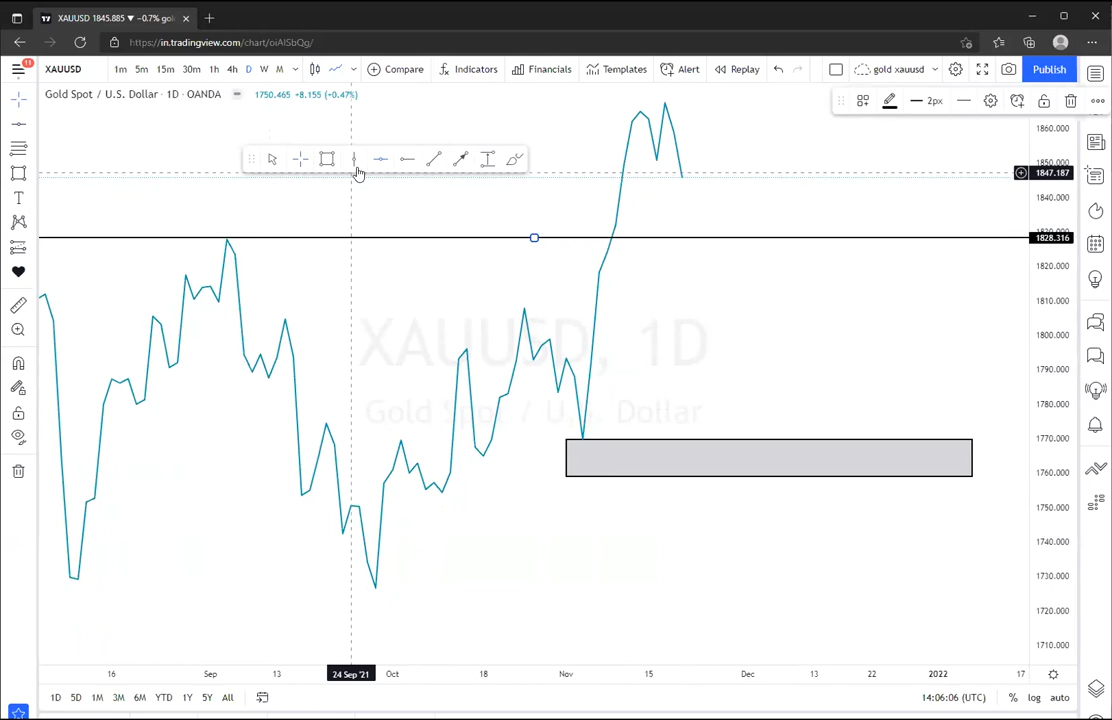 XAUUSD 1845.885 ▼ −0.7% gol
https://in.tradingview.com/chart/oiAISbQg/
11
XAUUSD 1m 5m 15m 30m 1h 4h D W M Compare Indicators Financials Templates Alert Replay gold xauusd Publish
Gold Spot / U.S. Dollar · 1D · OANDA 1750.465 +8.155 (+0.47%)
2px
1860.000
1850.000
1847.187
1840.000
1830.000
1828.316
1820.000
1810.000
1800.000
1790.000
1780.000
1770.000
1760.000
1750.000
1740.000
1730.000
1720.000
1710.000
XAUUSD, 1D
Gold Spot / U.S. Dollar
16 Sep 13 24 Sep '21 Oct 18 Nov 15 Dec 13 22 2022 17
1D 5D 1M 3M 6M YTD 1Y 5Y All 14:06:06 (UTC) % log auto